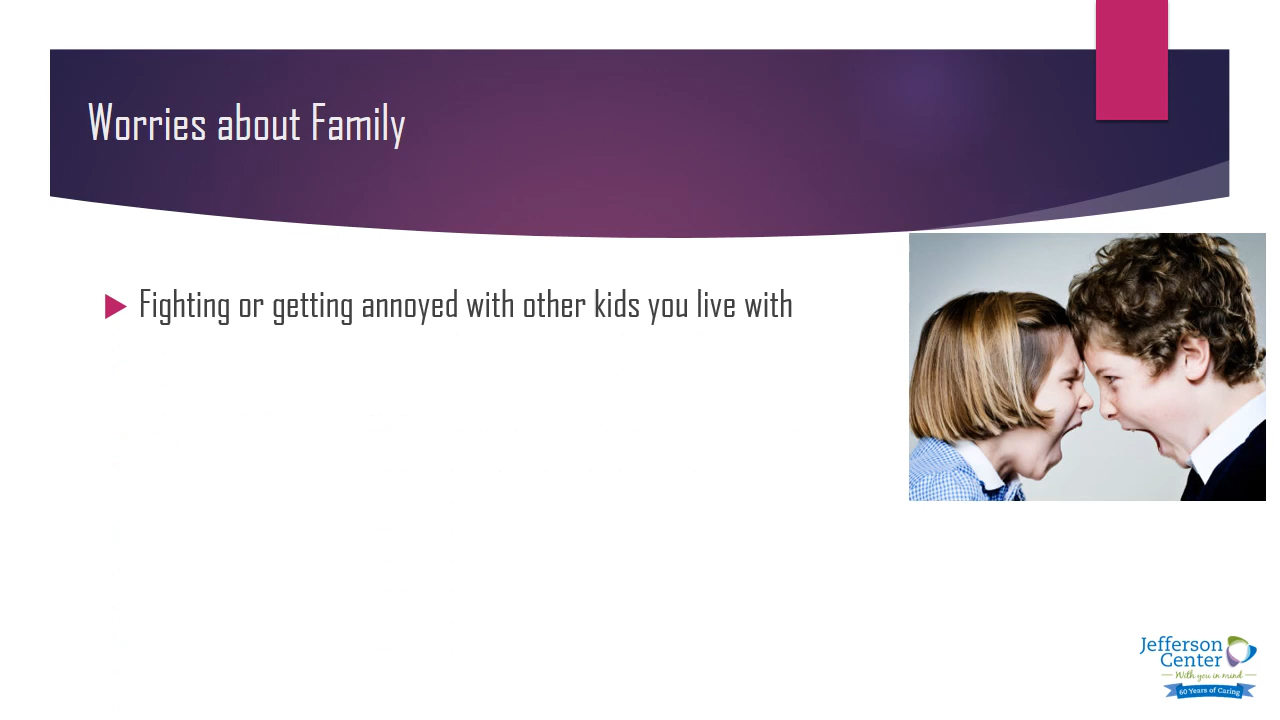 Worries about Family
Fighting or getting annoyed with other kids you live with
Jefferson
Center
With you in mind
60 Years of Caring